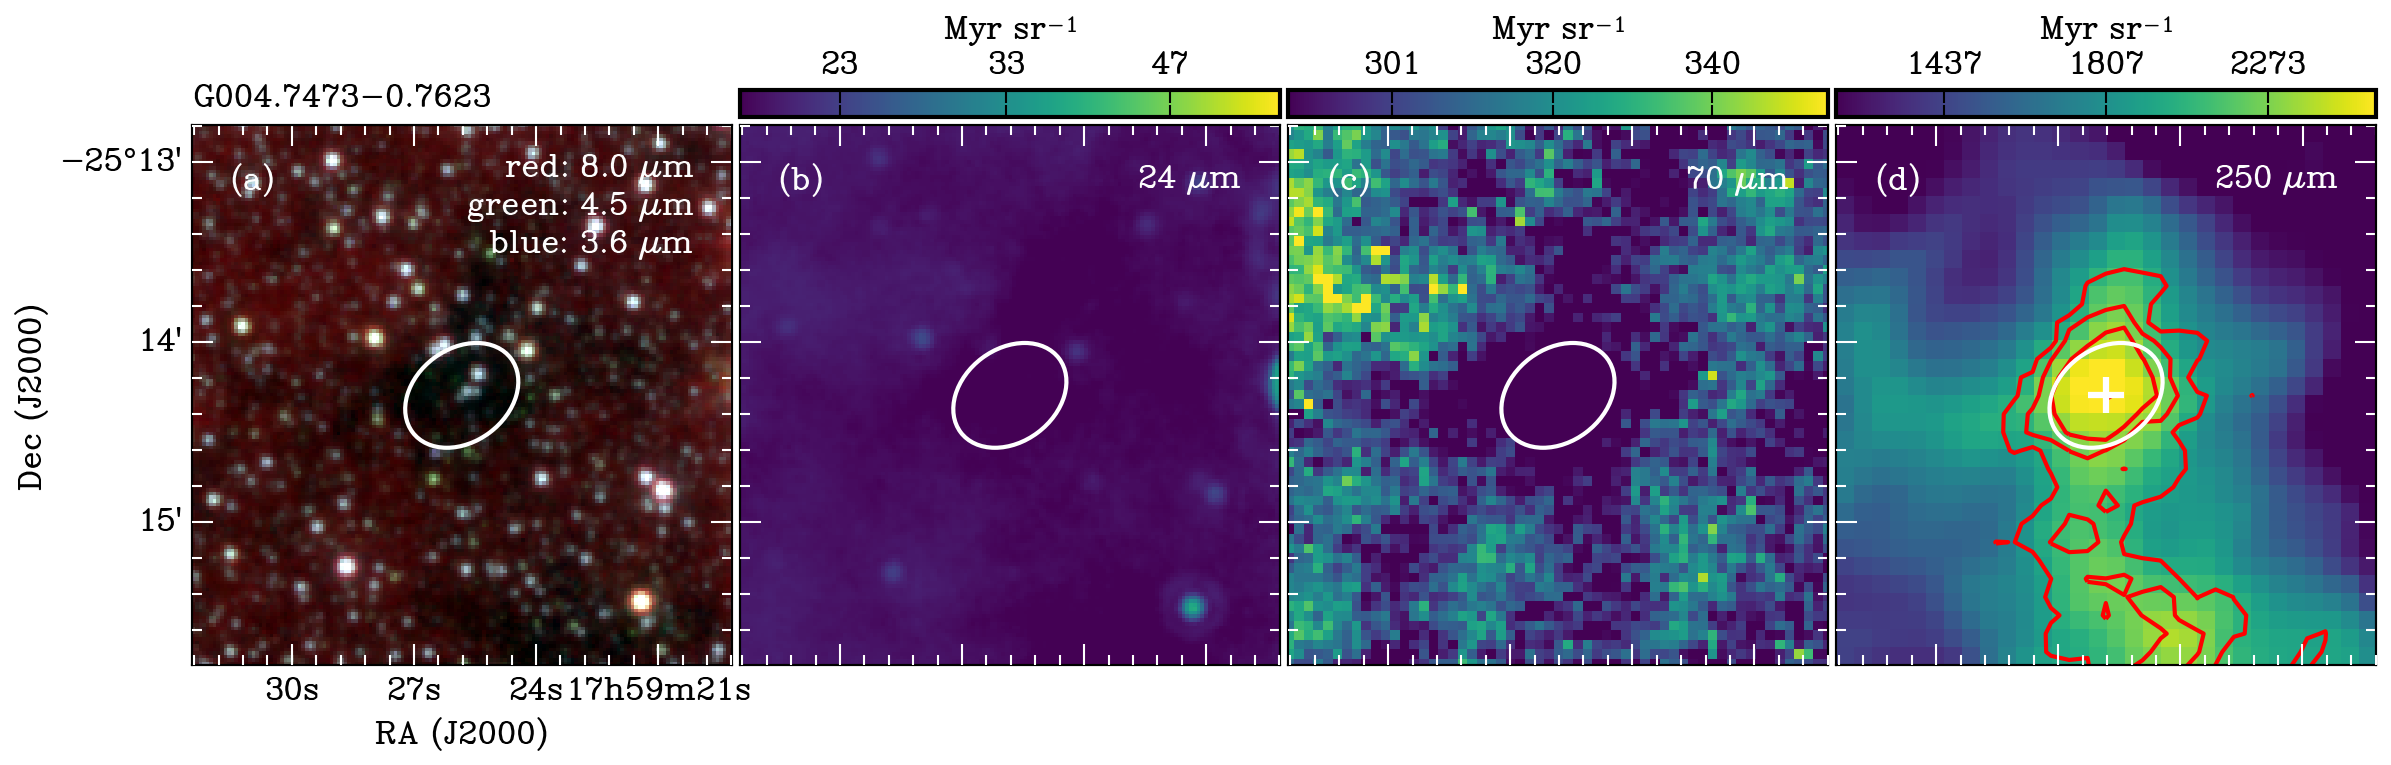 Myr sr⁻¹
Myr sr⁻¹
Myr sr⁻¹
23 33 47
301 320 340
1437 1807 2273
G004.7473−0.7623
(a)
red: 8.0 μm
green: 4.5 μm
blue: 3.6 μm
(b)
24 μm
(c)
70 μm
(d)
250 μm
−25°13'
14'
15'
Dec (J2000)
30s 27s 24s 17h59m21s
RA (J2000)